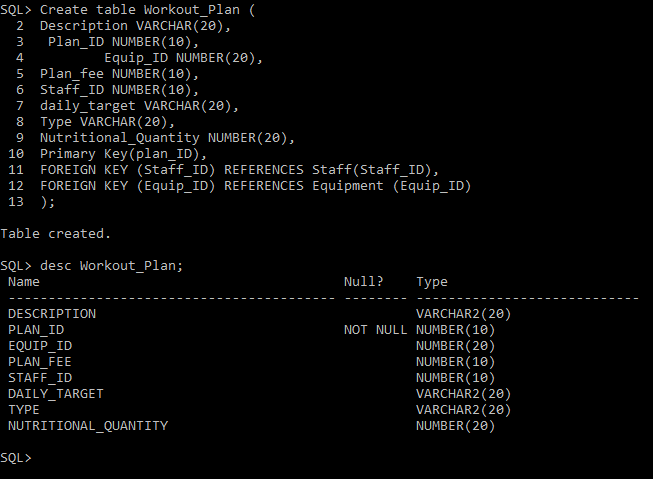 SQL> Create table Workout_Plan (
  2  Description VARCHAR(20),
  3   Plan_ID NUMBER(10),
  4         Equip_ID NUMBER(20),
  5  Plan_fee NUMBER(10),
  6  Staff_ID NUMBER(10),
  7  daily_target VARCHAR(20),
  8  Type VARCHAR(20),
  9  Nutritional_Quantity NUMBER(20),
 10  Primary Key(plan_ID),
 11  FOREIGN KEY (Staff_ID) REFERENCES Staff(Staff_ID),
 12  FOREIGN KEY (Equip_ID) REFERENCES Equipment (Equip_ID)
 13  );
Table created.
SQL> desc Workout_Plan;
 Name                                      Null?    Type
 ----------------------------------------- -------- ----------------------------
 DESCRIPTION                                        VARCHAR2(20)
 PLAN_ID                                   NOT NULL NUMBER(10)
 EQUIP_ID                                           NUMBER(20)
 PLAN_FEE                                           NUMBER(10)
 STAFF_ID                                           NUMBER(10)
 DAILY_TARGET                                       VARCHAR2(20)
 TYPE                                               VARCHAR2(20)
 NUTRITIONAL_QUANTITY                               NUMBER(20)
SQL>